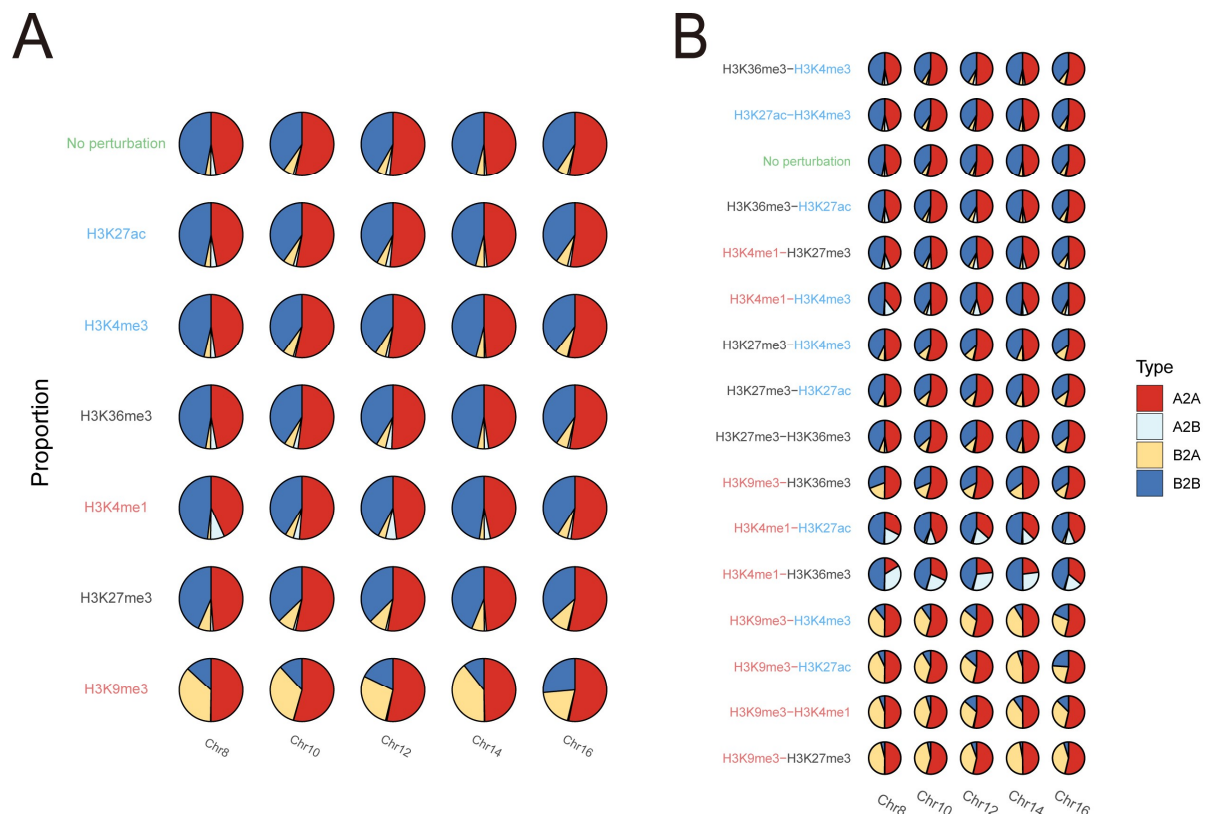 A
Proportion
No perturbation
H3K27ac
H3K4me3
H3K36me3
H3K4me1
H3K27me3
H3K9me3
Chr8
Chr10
Chr12
Chr14
Chr16
B
H3K36me3−H3K4me3
H3K27ac−H3K4me3
No perturbation
H3K36me3−H3K27ac
H3K4me1−H3K27me3
H3K4me1−H3K4me3
H3K27me3−H3K4me3
H3K27me3−H3K27ac
H3K27me3−H3K36me3
H3K9me3−H3K36me3
H3K4me1−H3K27ac
H3K4me1−H3K36me3
H3K9me3−H3K4me3
H3K9me3−H3K27ac
H3K9me3−H3K4me1
H3K9me3−H3K27me3
Chr8
Chr10
Chr12
Chr14
Chr16
Type
A2A
A2B
B2A
B2B